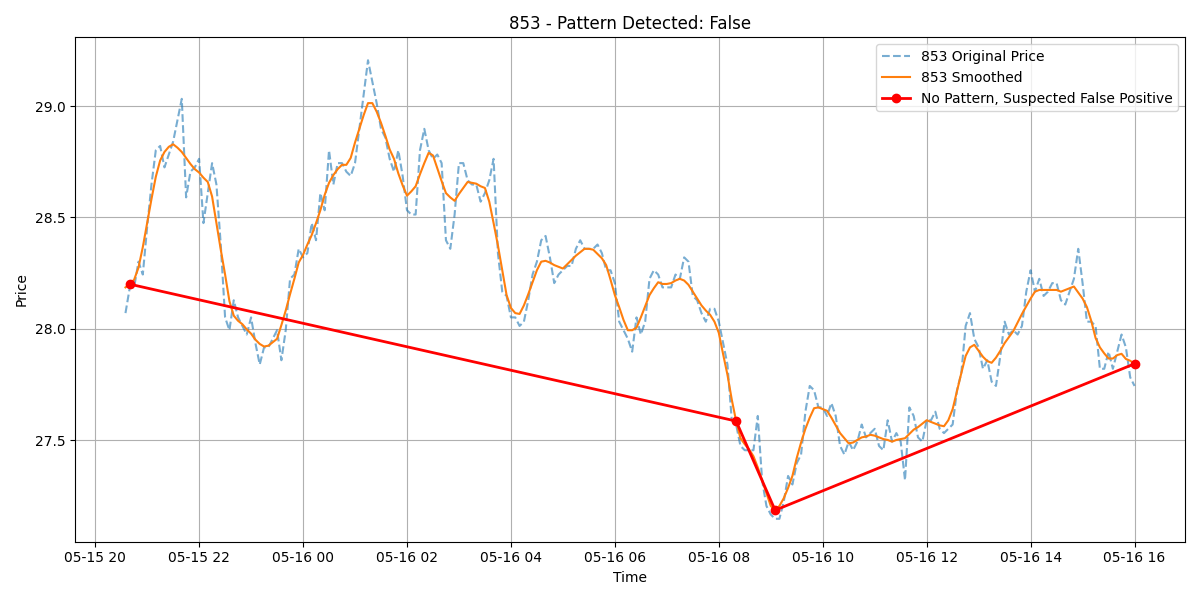 853 - Pattern Detected: False
853 Original Price
853 Smoothed
No Pattern, Suspected False Positive
Price
29.0
28.5
28.0
27.5
05-15 20 05-15 22 05-16 00 05-16 02 05-16 04 05-16 06 05-16 08 05-16 10 05-16 12 05-16 14 05-16 16
Time